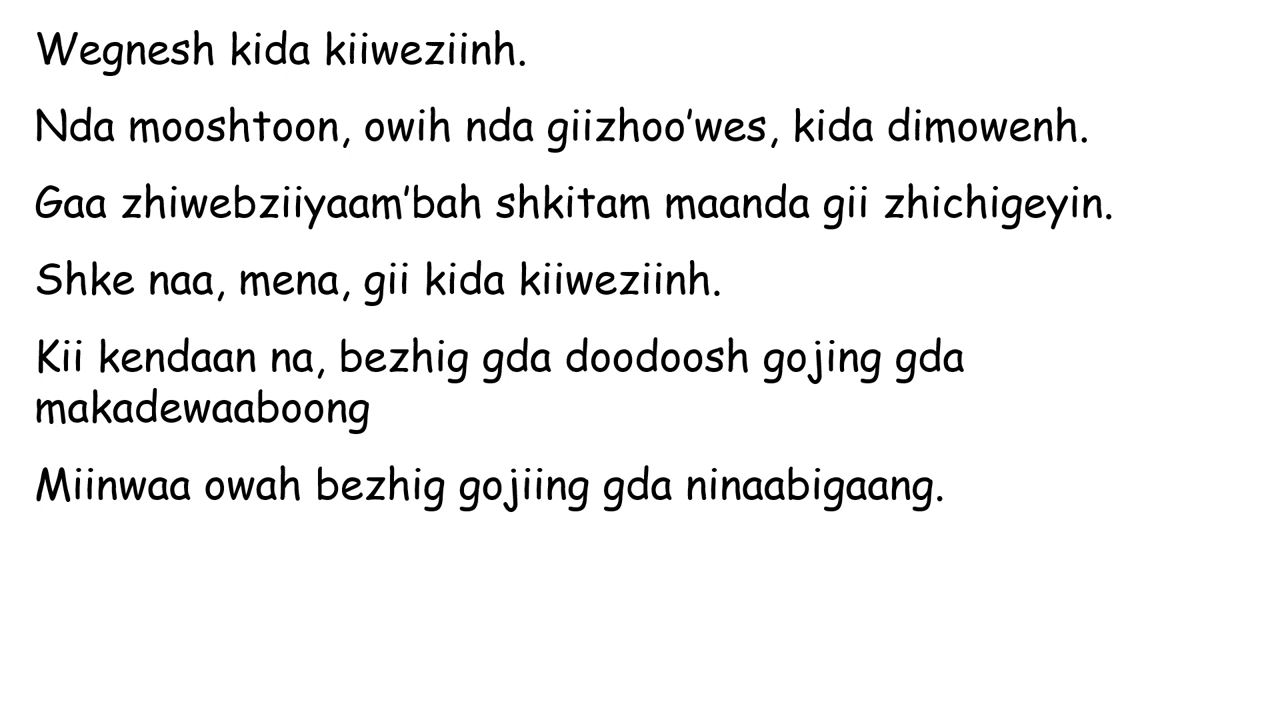 Wegnesh kida kiiweziinh.
Nda mooshtoon, owih nda giizhoo’wes, kida dimowenh.
Gaa zhiwebziiyaam’bah shkitam maanda gii zhichigeyin.
Shke naa, mena, gii kida kiiweziinh.
Kii kendaan na, bezhig gda doodoosh gojing gda
makadewaaboong
Miinwaa owah bezhig gojiing gda ninaabigaang.